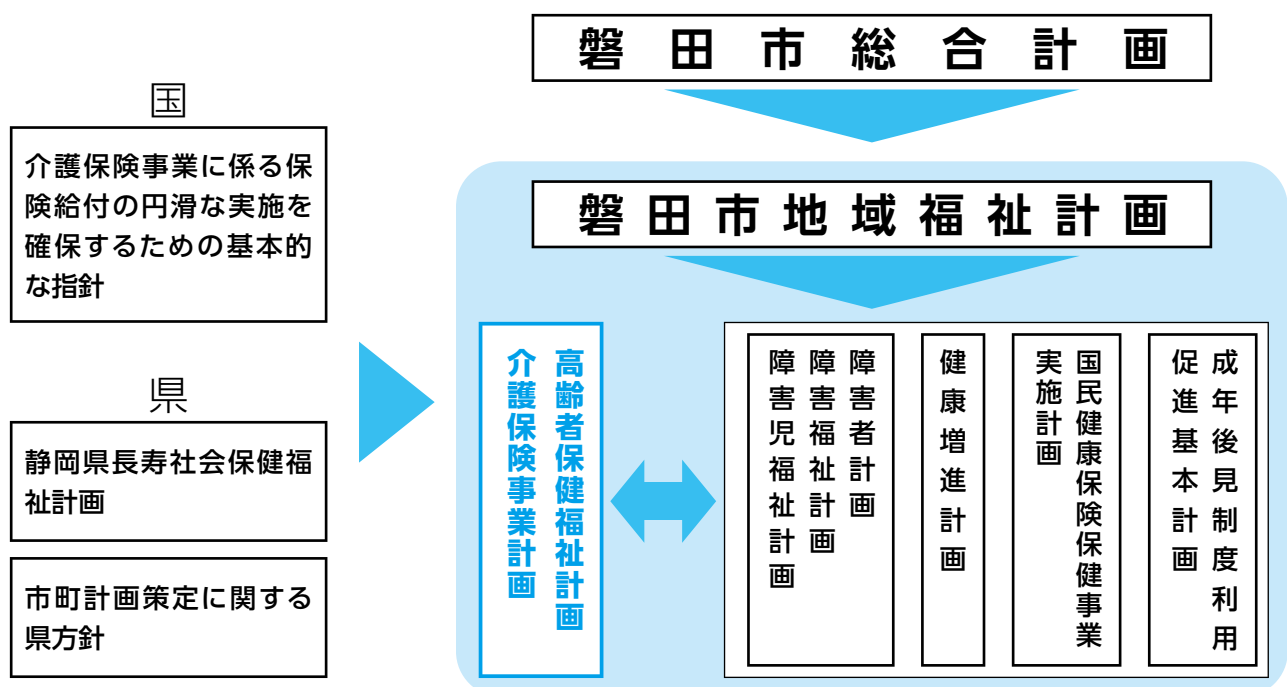 磐田市総合計画
国
介護保険事業に係る保
険給付の円滑な実施を
確保するための基本的
な指針
県
静岡県長寿社会保健福
祉計画
市町計画策定に関する
県方針
磐田市地域福祉計画
高齢者保健福祉計画
介護保険事業計画
障害者計画
障害福祉計画
障害児福祉計画
健康増進計画
国民健康保険保健事業
実施計画
成年後見制度利用
促進基本計画